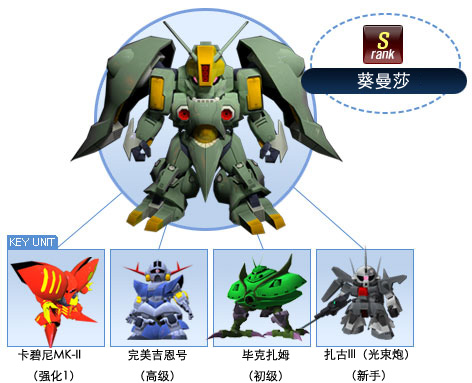 S
rank
葵曼莎
KEY UNIT
卡碧尼MK-II
（强化1）
完美吉恩号
（高级）
毕克扎姆
（初级）
扎古III（光束炮）
（新手）